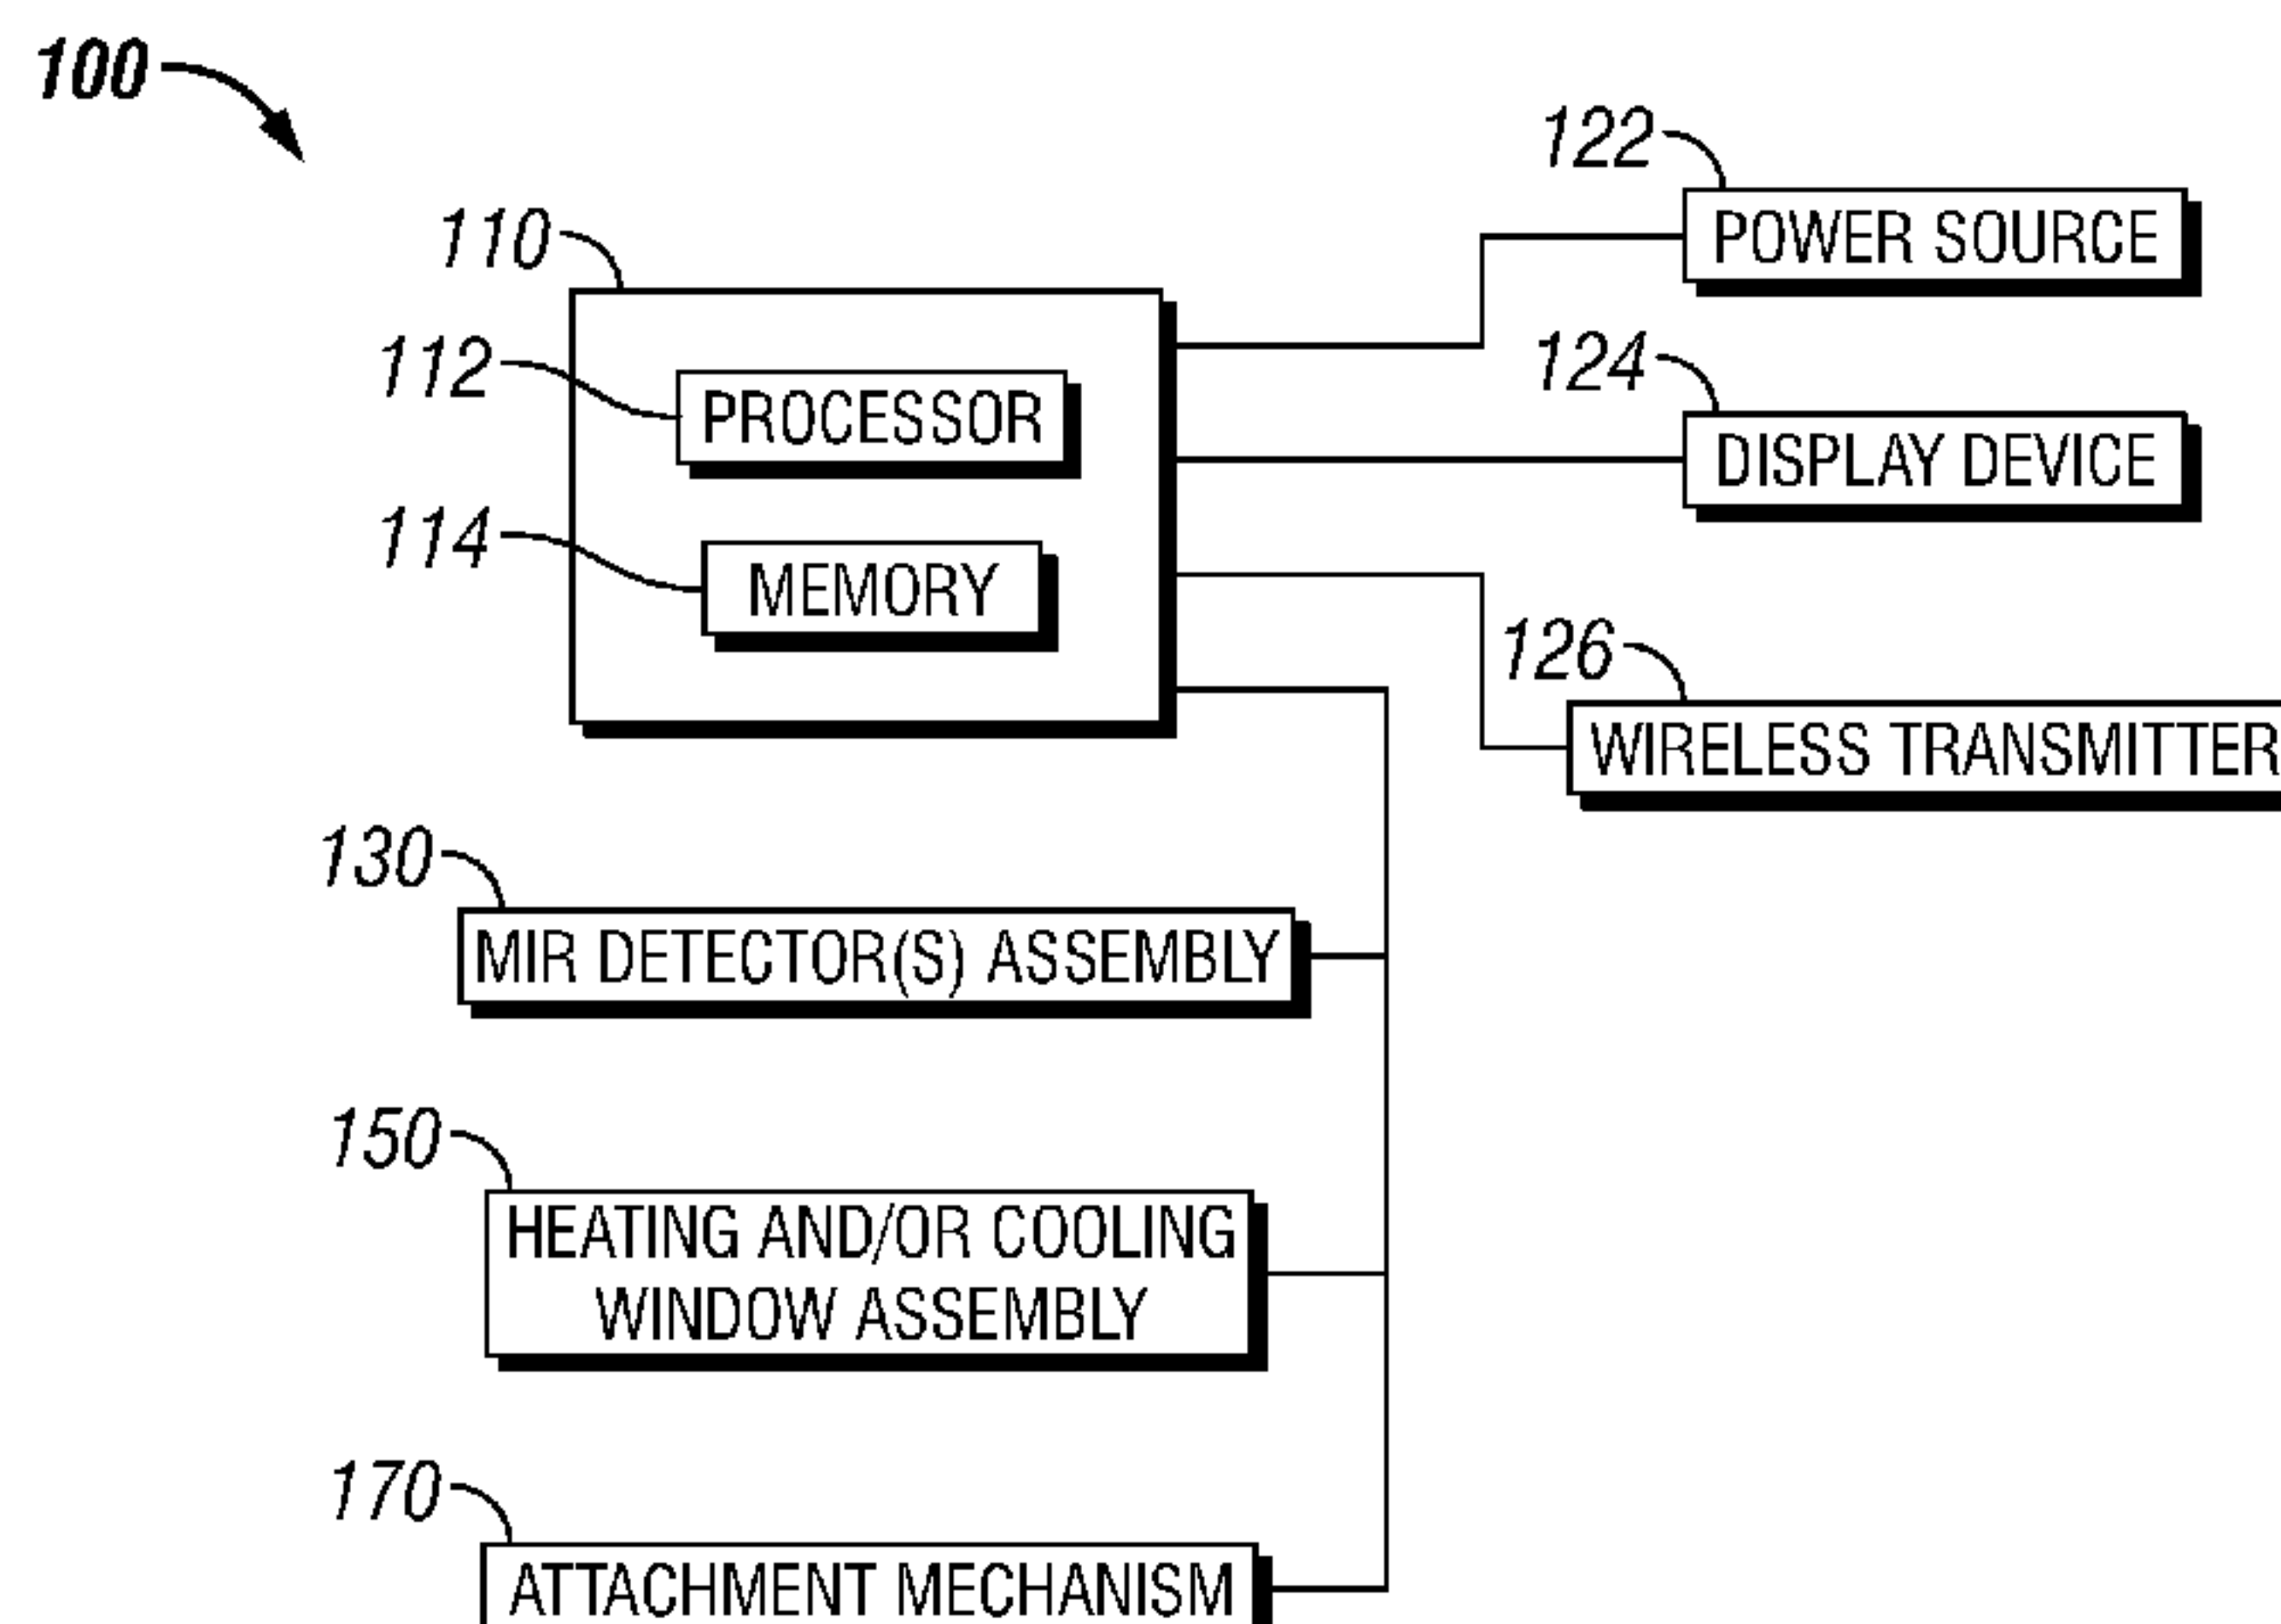 100
122
POWER SOURCE
110
124
112
PROCESSOR
DISPLAY DEVICE
114
MEMORY
126
WIRELESS TRANSMITTER
130
MIR DETECTOR(S) ASSEMBLY
150
HEATING AND/OR COOLING
WINDOW ASSEMBLY
170
ATTACHMENT MECHANISM